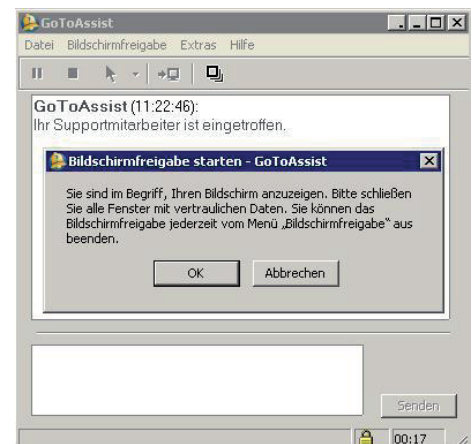 GoToAssist
Datei Bildschirmfreigabe Extras Hilfe
GoToAssist (11:22:46):
Ihr Supportmitarbeiter ist eingetroffen.
Bildschirmfreigabe starten - GoToAssist
Sie sind im Begriff, Ihren Bildschirm anzuzeigen. Bitte schließen
Sie alle Fenster mit vertraulichen Daten. Sie können das
Bildschirmfreigabe jederzeit vom Menü „Bildschirmfreigabe“ aus
beenden.
OK Abbrechen
Senden
00:17